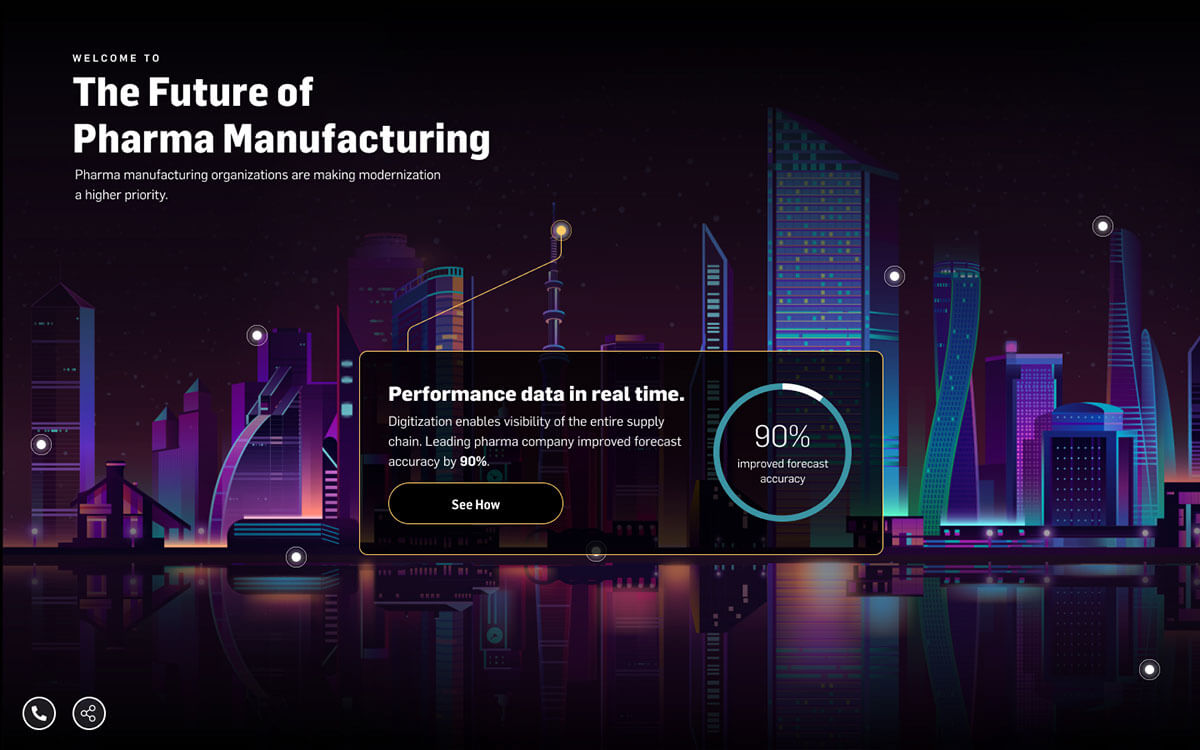 WELCOME TO
The Future of
Pharma Manufacturing
Pharma manufacturing organizations are making modernization
a higher priority.
Performance data in real time.
Digitization enables visibility of the entire supply
chain. Leading pharma company improved forecast
accuracy by 90%.
See How
90%
improved forecast
accuracy